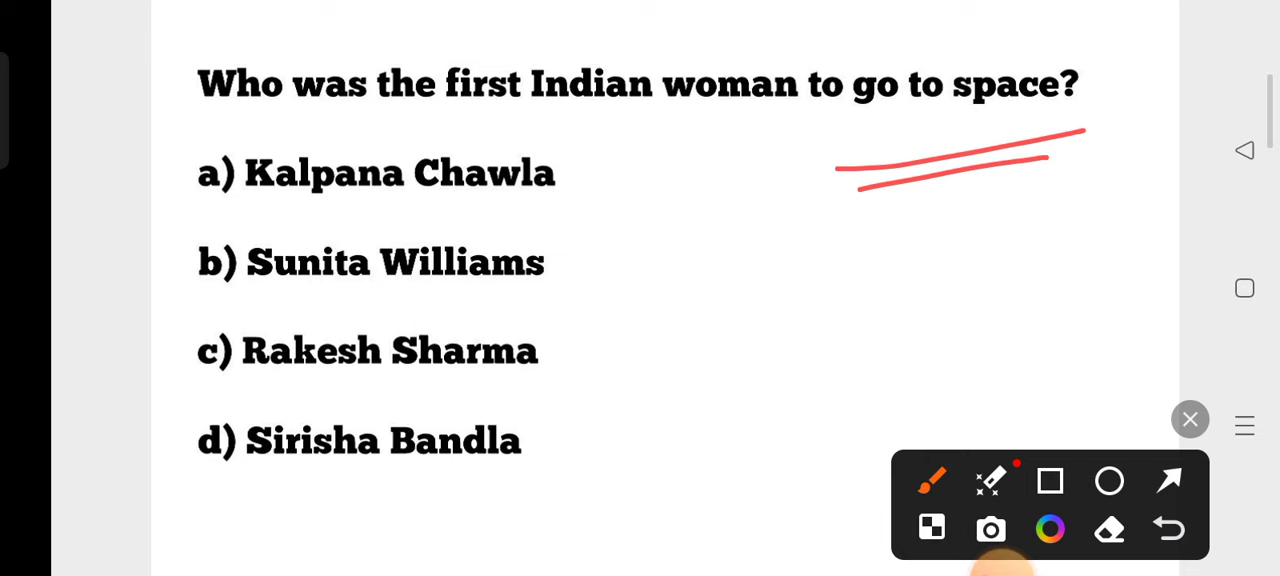 Who was the first Indian woman to go to space?
a) Kalpana Chawla
b) Sunita Williams
c) Rakesh Sharma
d) Sirisha Bandla